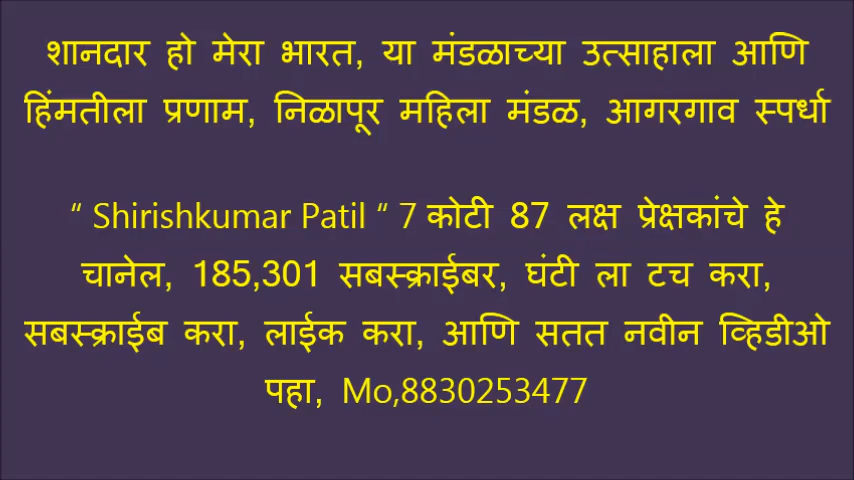 शानदार हो मेरा भारत, या मंडळाच्या उत्साहाला आणि
हिंमतीला प्रणाम, निळापूर महिला मंडळ, आगरगाव स्पर्धा
“ Shirishkumar Patil “ 7 कोटी 87 लक्ष प्रेक्षकांचे हे
चानेल, 185,301 सबस्क्राईबर, घंटी ला टच करा,
सबस्क्राईब करा, लाईक करा, आणि सतत नवीन व्हिडीओ
पहा, Mo,8830253477